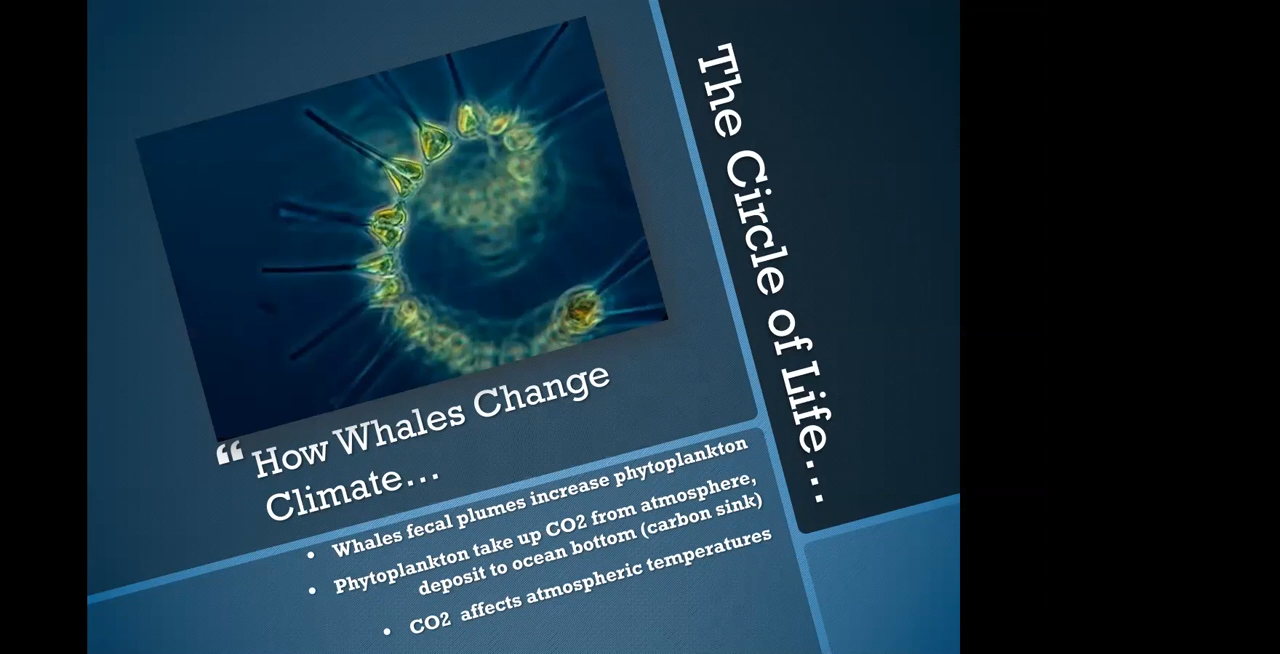 The Circle of Life…
“ How Whales Change
Climate…
• Whales fecal plumes increase phytoplankton
• Phytoplankton take up CO2 from atmosphere,
deposit to ocean bottom (carbon sink)
• CO2 affects atmospheric temperatures